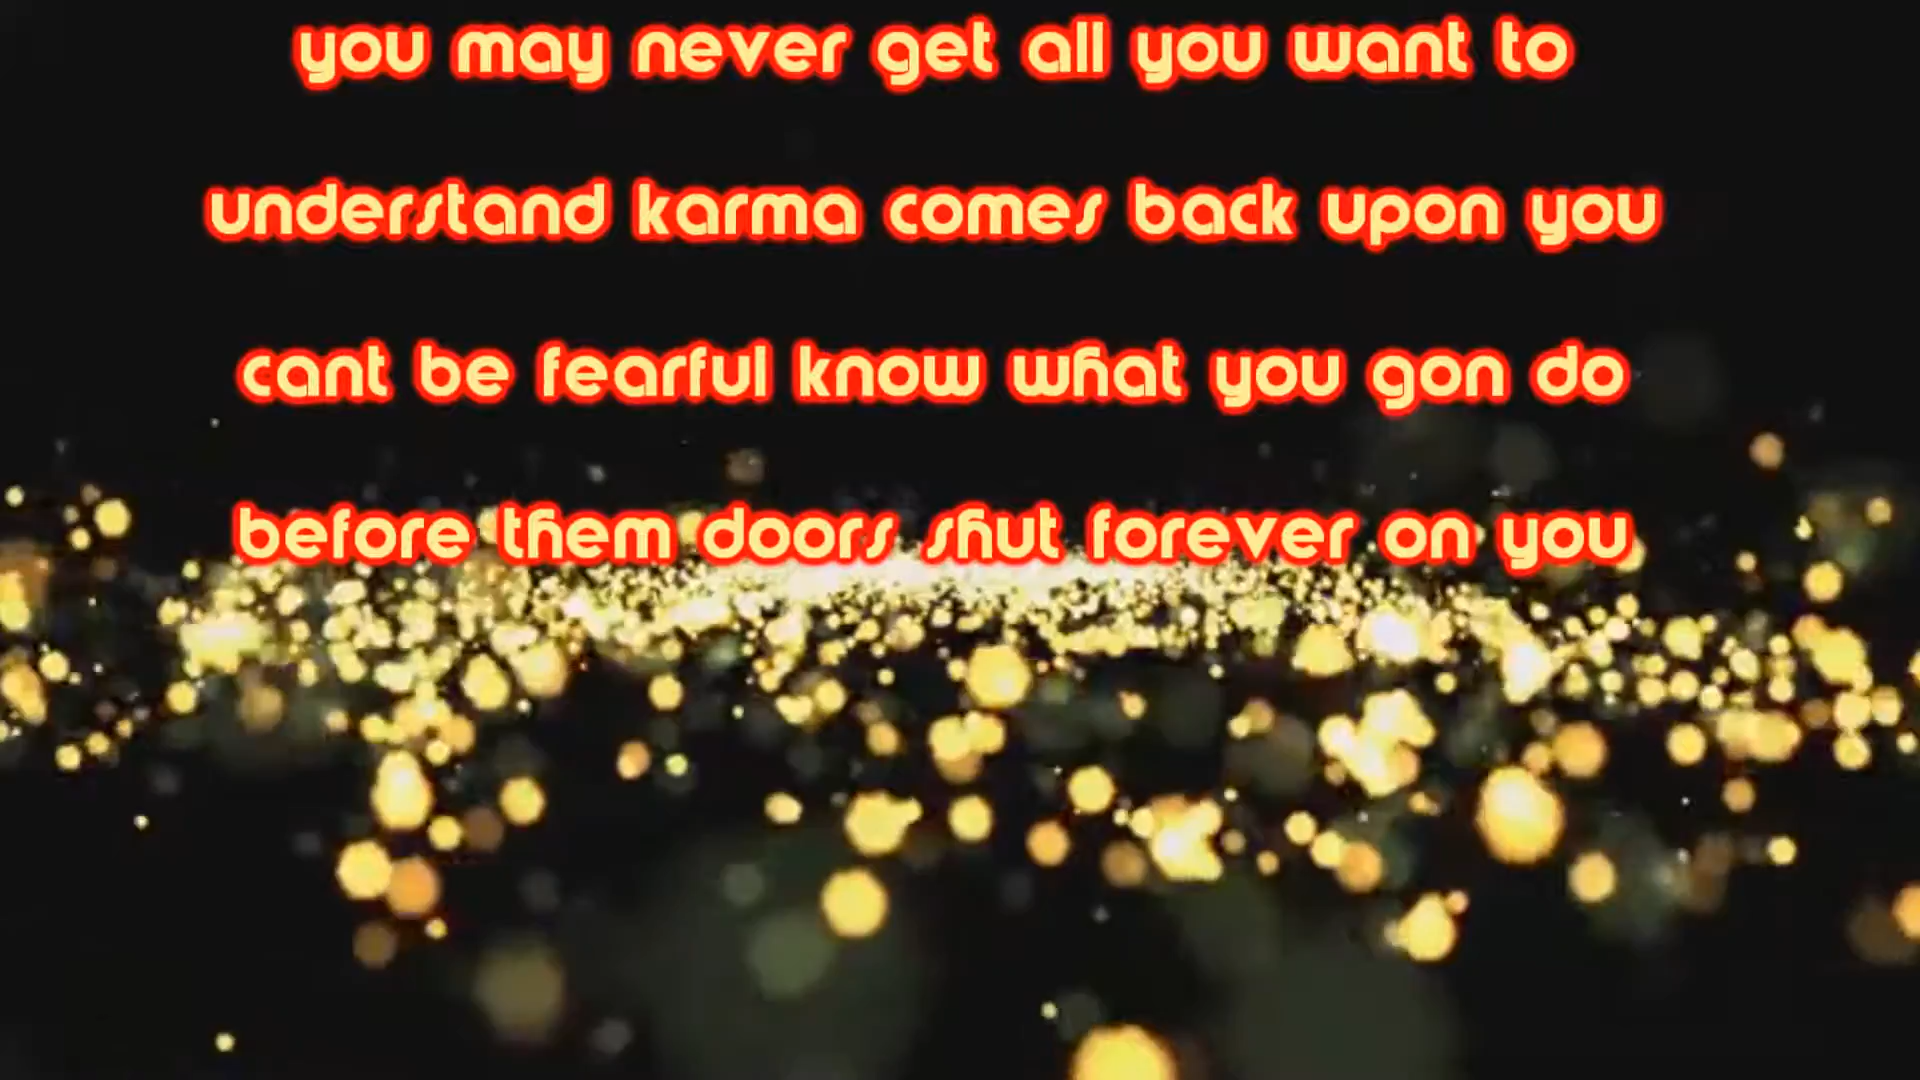 you may never get all you want to
understand karma comes back upon you
cant be fearful know what you gon do
before them doors shut forever on you